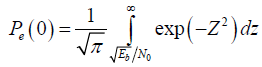 P_e(0) = \frac{1}{\sqrt{\pi}} \int_{\sqrt{E_b/N_0}}^{\infty} \exp(-Z^2) dz